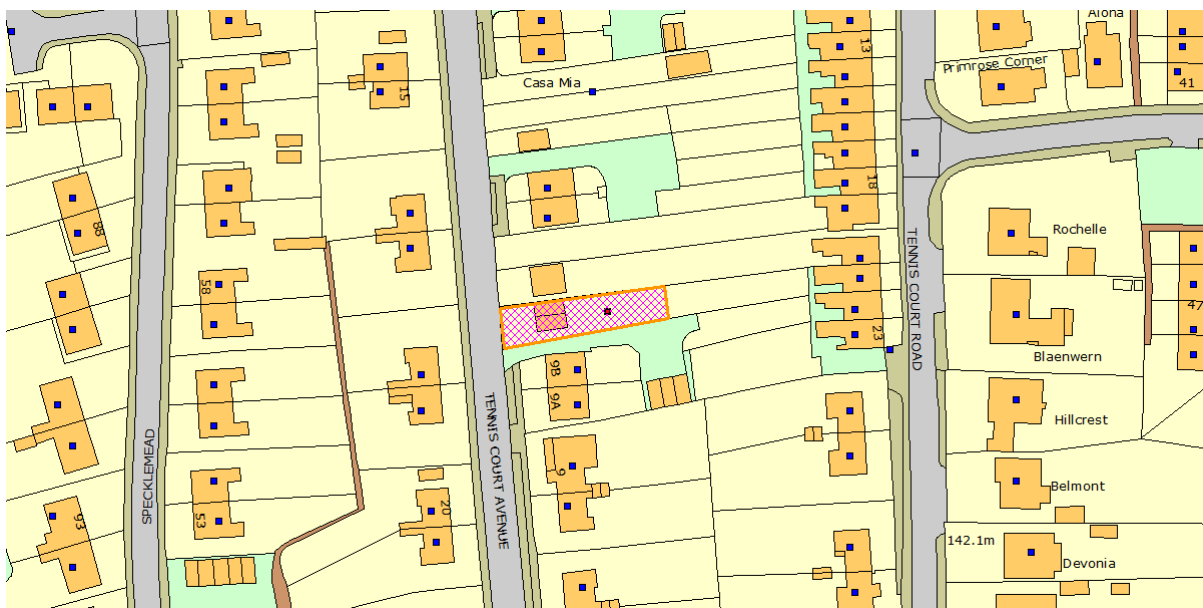 Alona
13
Primrose Corner
41
Casa Mia
15
18
88
Rochelle
TENNIS COURT ROAD
58
47
23
Blaenwern
9B
9A
TENNIS COURT AVENUE
Hillcrest
SPECKLEMEAD
9
Belmont
20
53
93
142.1m
Devonia